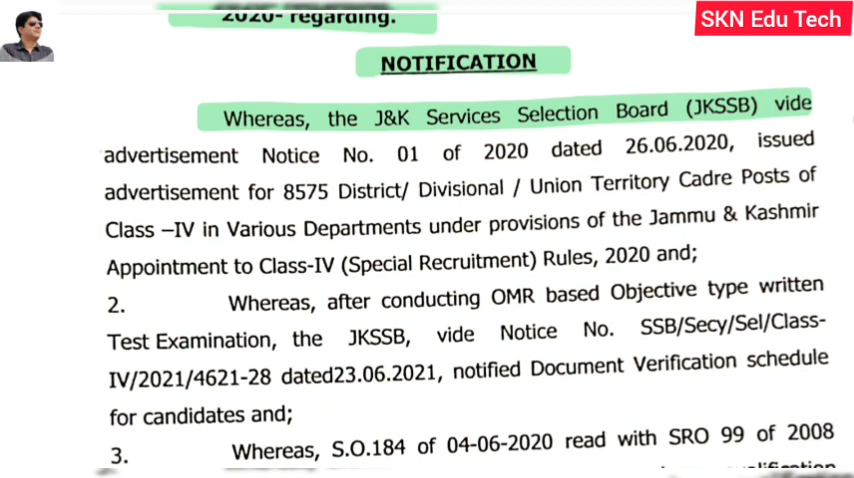 SKN Edu Tech
2020- regarding.
NOTIFICATION
Whereas, the J&K Services Selection Board (JKSSB) vide
advertisement Notice No. 01 of 2020 dated 26.06.2020, issued
advertisement for 8575 District/ Divisional / Union Territory Cadre Posts of
Class –IV in Various Departments under provisions of the Jammu & Kashmir
Appointment to Class-IV (Special Recruitment) Rules, 2020 and;
2. Whereas, after conducting OMR based Objective type written
Test Examination, the JKSSB, vide Notice No. SSB/Secy/Sel/Class-
IV/2021/4621-28 dated23.06.2021, notified Document Verification schedule
for candidates and;
3. Whereas, S.O.184 of 04-06-2020 read with SRO 99 of 2008